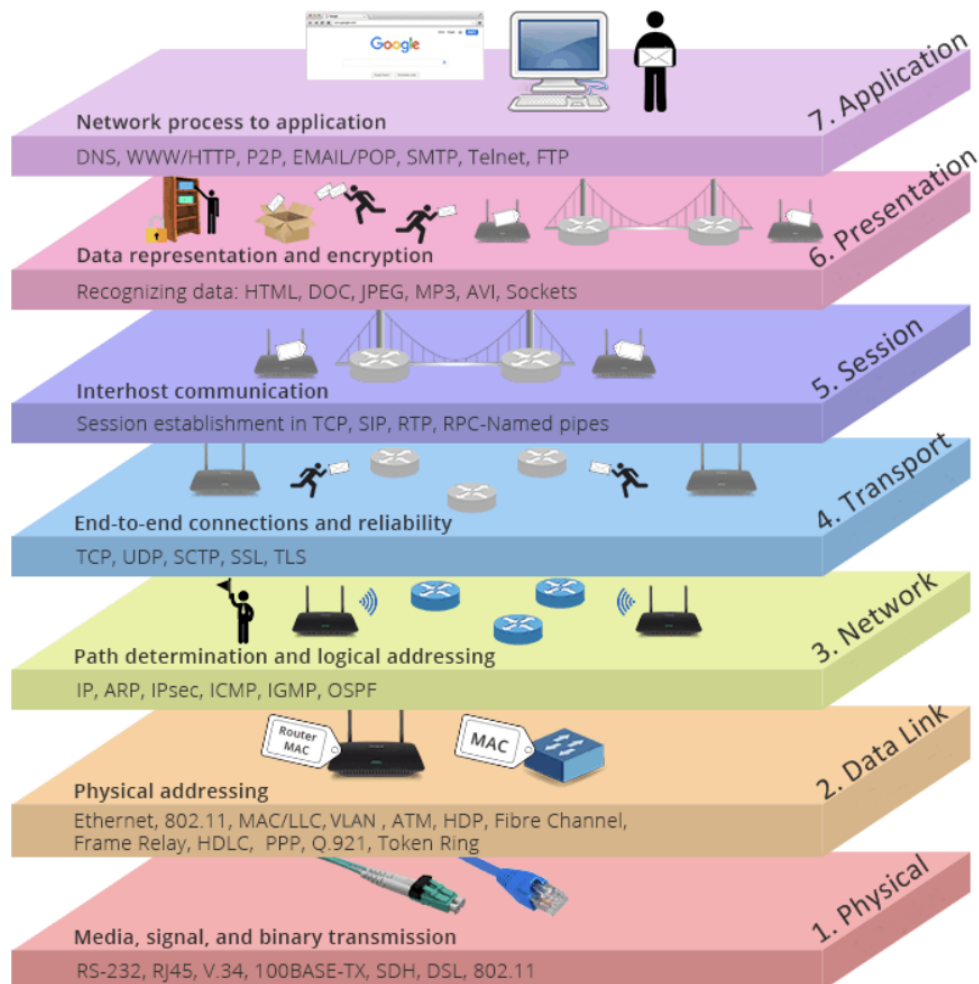 Google
7. Application
Network process to application
DNS, WWW/HTTP, P2P, EMAIL/POP, SMTP, Telnet, FTP
6. Presentation
Data representation and encryption
Recognizing data: HTML, DOC, JPEG, MP3, AVI, Sockets
5. Session
Interhost communication
Session establishment in TCP, SIP, RTP, RPC-Named pipes
4. Transport
End-to-end connections and reliability
TCP, UDP, SCTP, SSL, TLS
3. Network
Path determination and logical addressing
IP, ARP, IPsec, ICMP, IGMP, OSPF
Router
MAC
MAC
2. Data Link
Physical addressing
Ethernet, 802.11, MAC/LLC, VLAN , ATM, HDP, Fibre Channel,
Frame Relay, HDLC, PPP, Q.921, Token Ring
1. Physical
Media, signal, and binary transmission
RS-232, RJ45, V.34, 100BASE-TX, SDH, DSL, 802.11